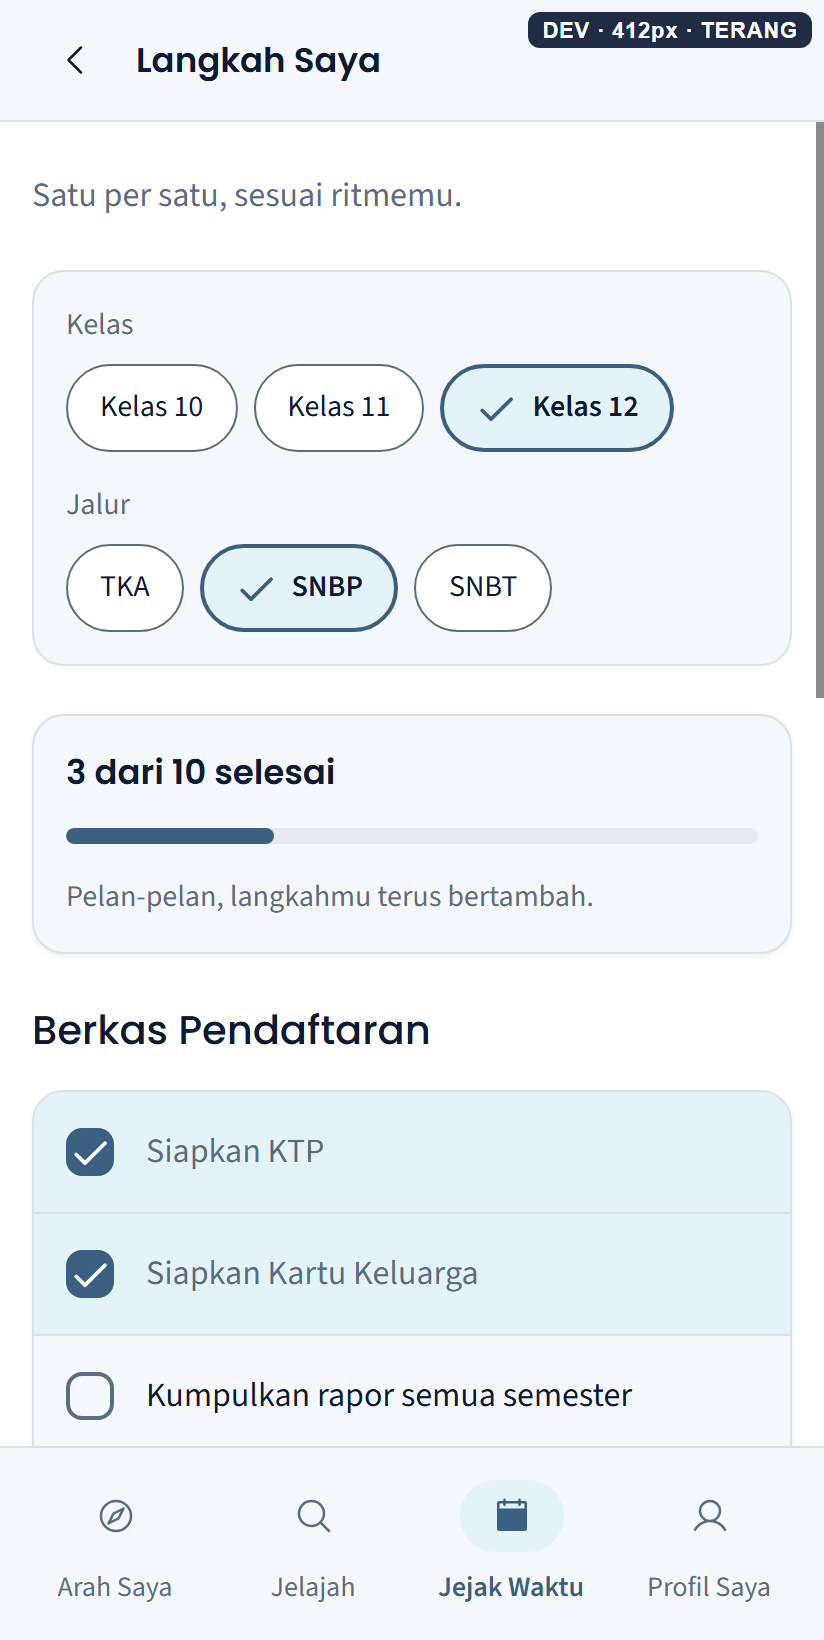 DEV · 412px · TERANG
Langkah Saya
Satu per satu, sesuai ritmemu.
Kelas
Kelas 10
Kelas 11
Kelas 12
Jalur
TKA
SNBP
SNBT
3 dari 10 selesai
Pelan-pelan, langkahmu terus bertambah.
Berkas Pendaftaran
Siapkan KTP
Siapkan Kartu Keluarga
Kumpulkan rapor semua semester
Arah Saya
Jelajah
Jejak Waktu
Profil Saya